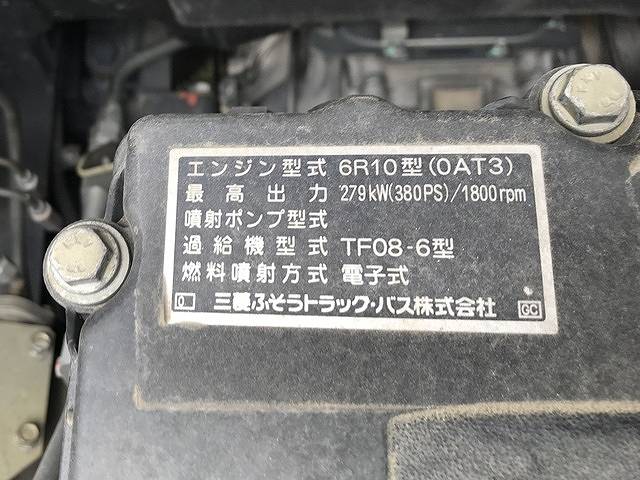 エンジン型式 6R10型(0AT3)
最高出力 279kW(380PS)/1800rpm
噴射ポンプ型式
過給機型式 TF08-6型
燃料噴射方式 電子式
0 三菱ふそうトラック・バス株式会社 GC